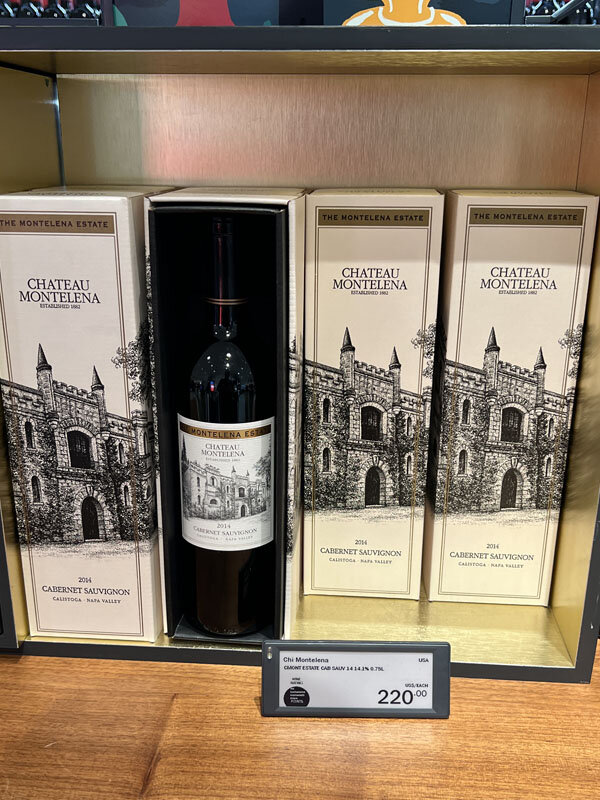 THE MONTELENA ESTATE
CHATEAU
MONTELENA
ESTABLISHED 1882
2014
CABERNET SAUVIGNON
CALISTOGA · NAPA VALLEY
MONTELENA ESTATE
CHATEAU
MONTELENA
ESTABLISHED 1882
2014
CABERNET SAUVIGNON
CALISTOGA · NAPA VALLEY
THE MONTELENA ESTATE
CHATEAU
MONTELENA
ESTABLISHED 1882
2014
CABERNET SAUVIGNON
CALISTOGA · NAPA VALLEY
THE MONTELENA ESTATE
CHATEAU
MONTELENA
ESTABLISHED 1882
2014
CABERNET SAUVIGNON
CALISTOGA · NAPA VALLEY
Chi Montelena USA
CMONT ESTATE CAB SAUV 14 14.1% 0.75L
US$/EACH
220.00